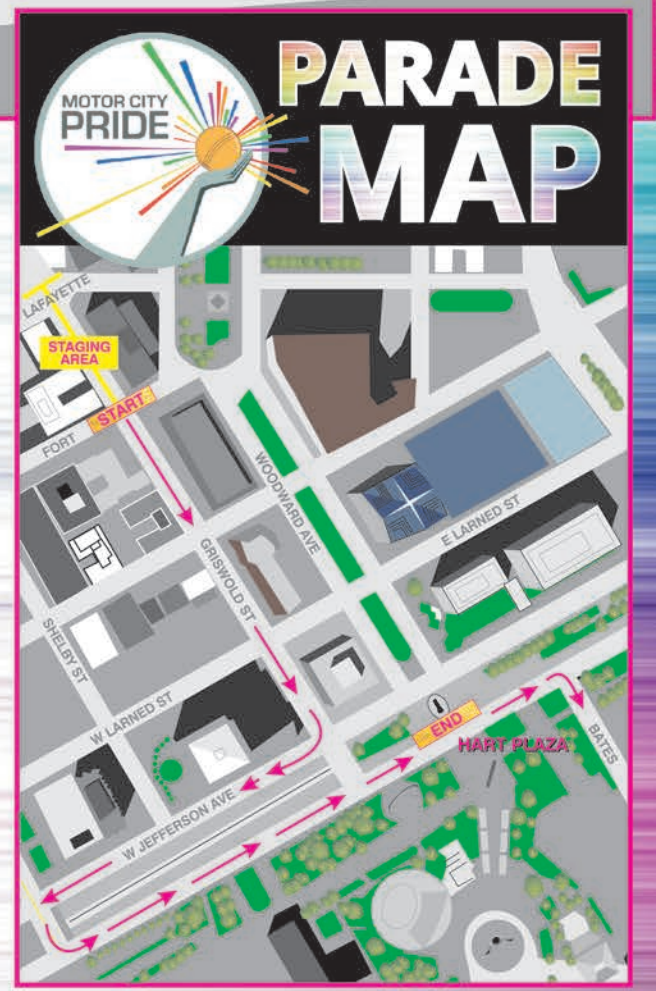 MOTOR CITY
PRIDE
PARADE
MAP
LAFAYETTE
STAGING
AREA
START
FORT
WOODWARD AVE
E LARNED ST
GRISWOLD ST
SHELBY ST
W LARNED ST
END
HART PLAZA
BATES
W JEFFERSON AVE